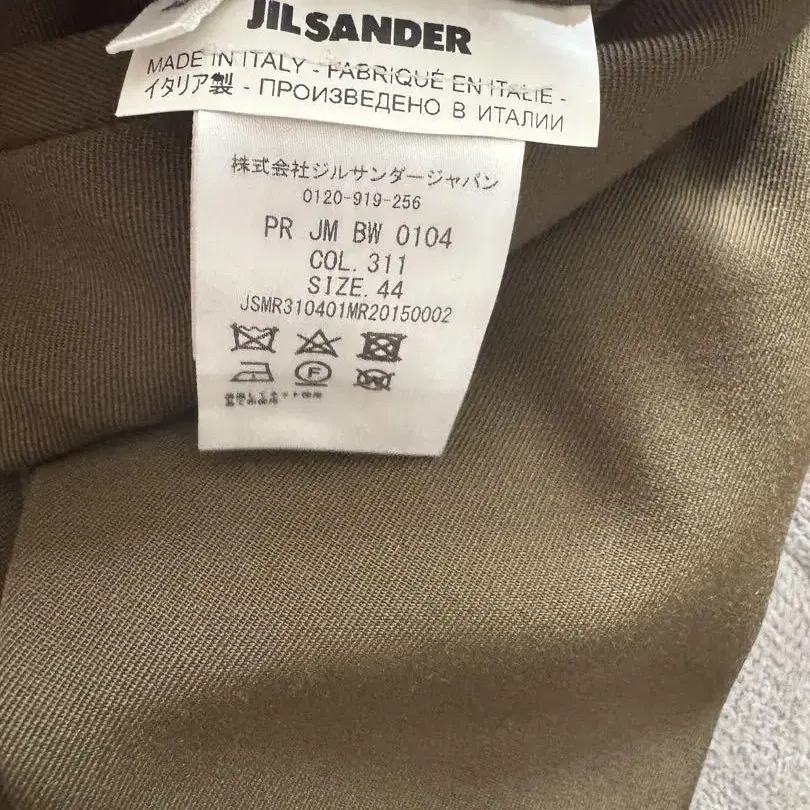 JIL SANDER
MADE IN ITALY - FABRIQUÉ EN ITALIE -
イタリア製 - ПРОИЗВЕДЕНО В ИТАЛИИ
株式会社ジルサンダージャパン
0120-919-256
PR JM BW 0104
COL. 311
SIZE. 44
JSMR310401MR20150002
F
W